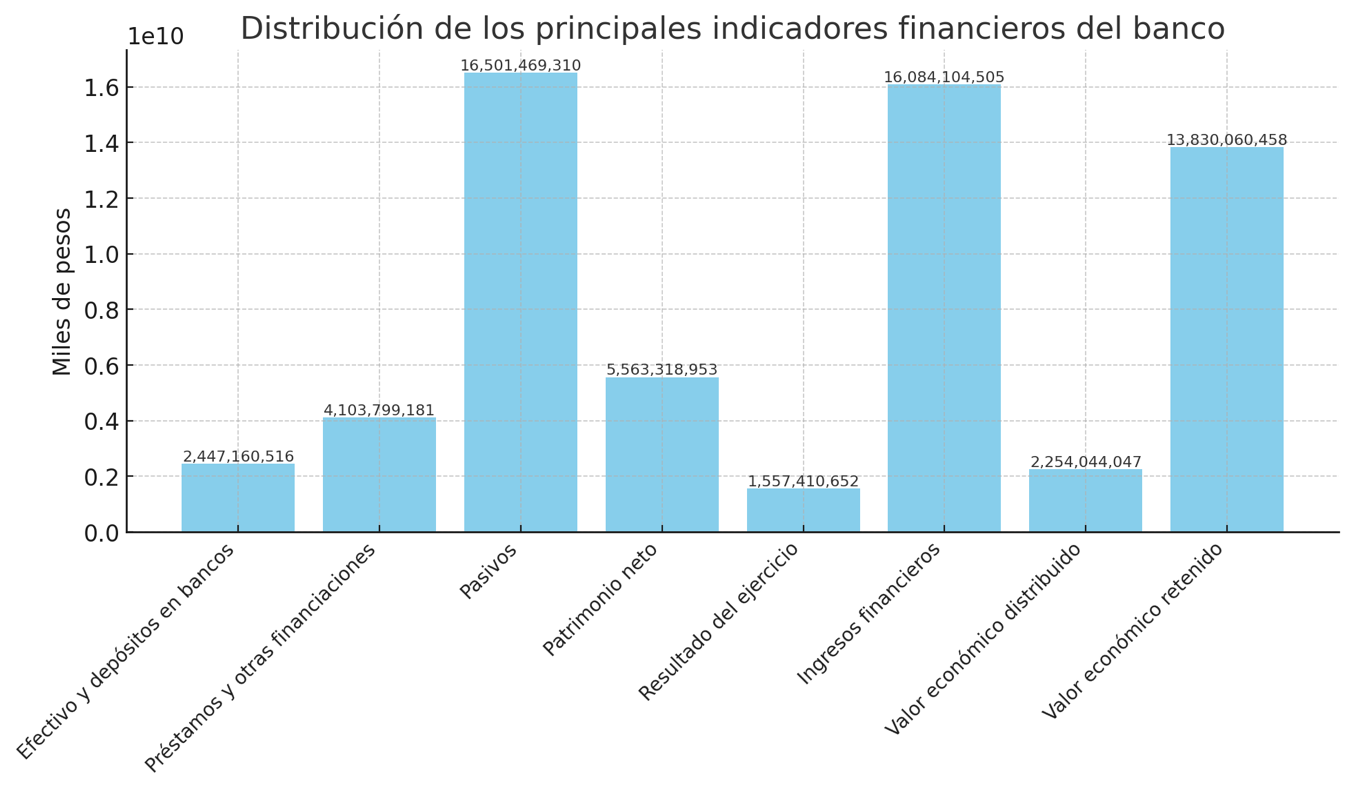 Distribución de los principales indicadores financieros del banco
1e10
Miles de pesos
1.6
1.4
1.2
1.0
0.8
0.6
0.4
0.2
0.0
2,447,160,516
4,103,799,181
16,501,469,310
5,563,318,953
1,557,410,652
16,084,104,505
2,254,044,047
13,830,060,458
Efectivo y depósitos en bancos
Préstamos y otras financiaciones
Pasivos
Patrimonio neto
Resultado del ejercicio
Ingresos financieros
Valor económico distribuido
Valor económico retenido